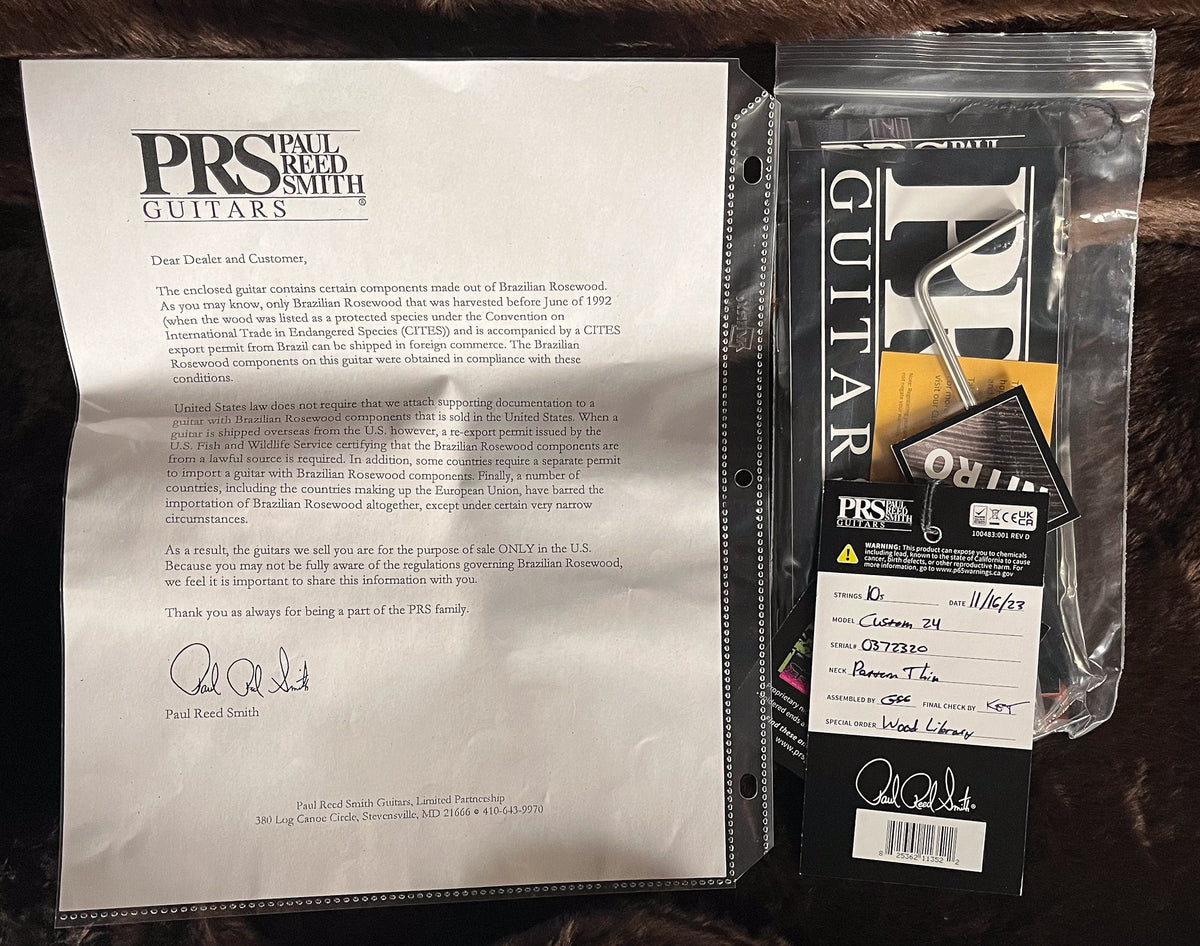 PRS PAUL
REED
SMITH
GUITARS ®
Dear Dealer and Customer,
The enclosed guitar contains certain components made out of Brazilian Rosewood.
As you may know, only Brazilian Rosewood that was harvested before June of 1992
(when the wood was listed as a protected species under the Convention on
International Trade in Endangered Species (CITES)) and is accompanied by a CITES
export permit from Brazil can be shipped in foreign commerce. The Brazilian
Rosewood components on this guitar were obtained in compliance with these
conditions.
United States law does not require that we attach supporting documentation to a
guitar with Brazilian Rosewood components that is sold in the United States. When a
guitar is shipped overseas from the U.S. however, a re-export permit issued by the
U.S. Fish and Wildlife Service certifying that the Brazilian Rosewood components are
from a lawful source is required. In addition, some countries require a separate permit
to import a guitar with Brazilian Rosewood components. Finally, a number of
countries, including the countries making up the European Union, have barred the
importation of Brazilian Rosewood altogether, except under certain very narrow
circumstances.
As a result, the guitars we sell you are for the purpose of sale ONLY in the U.S.
Because you may not be fully aware of the regulations governing Brazilian Rosewood,
we feel it is important to share this information with you.
Thank you as always for being a part of the PRS family.
Paul Reed Smith
Paul Reed Smith
Paul Reed Smith Guitars, Limited Partnership
380 Log Canoe Circle, Stevensville, MD 21666 • 410-643-9970
PAUL
GUITAR
NITRO
PRS PAUL
REED
SMITH
GUITARS
CE UK
CA
100483:001 REV D
WARNING: This product can expose you to chemicals
including lead, known to the state of California to cause
cancer, birth defects, or other reproductive harm. For
more information, go to www.p65warnings.ca.gov
STRINGS 10s DATE 11/16/23
MODEL Custom 24
SERIAL# 0372320
NECK Pattern Thin
ASSEMBLED BY FINAL CHECK BY
SPECIAL ORDER Wood Library
Paul Reed Smith®
8 25362 11352 2